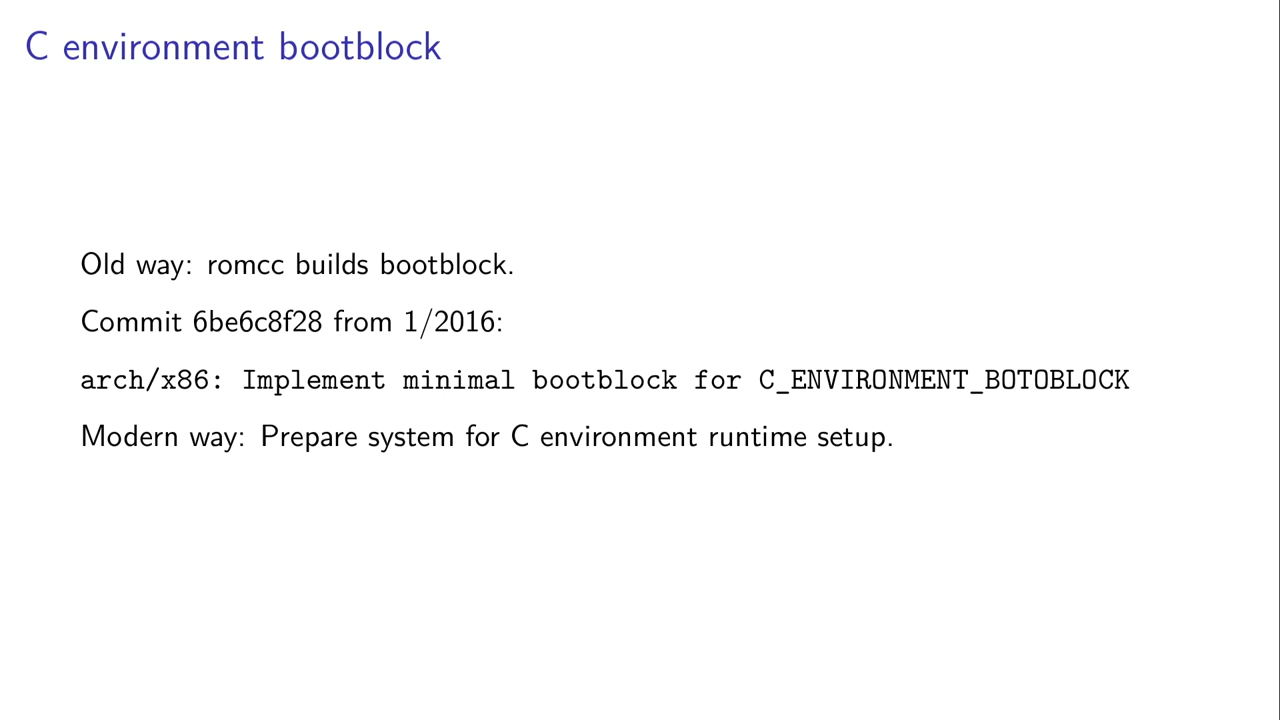 C environment bootblock
Old way: romcc builds bootblock.
Commit 6be6c8f28 from 1/2016:
arch/x86: Implement minimal bootblock for C_ENVIRONMENT_BOTOBLOCK
Modern way: Prepare system for C environment runtime setup.